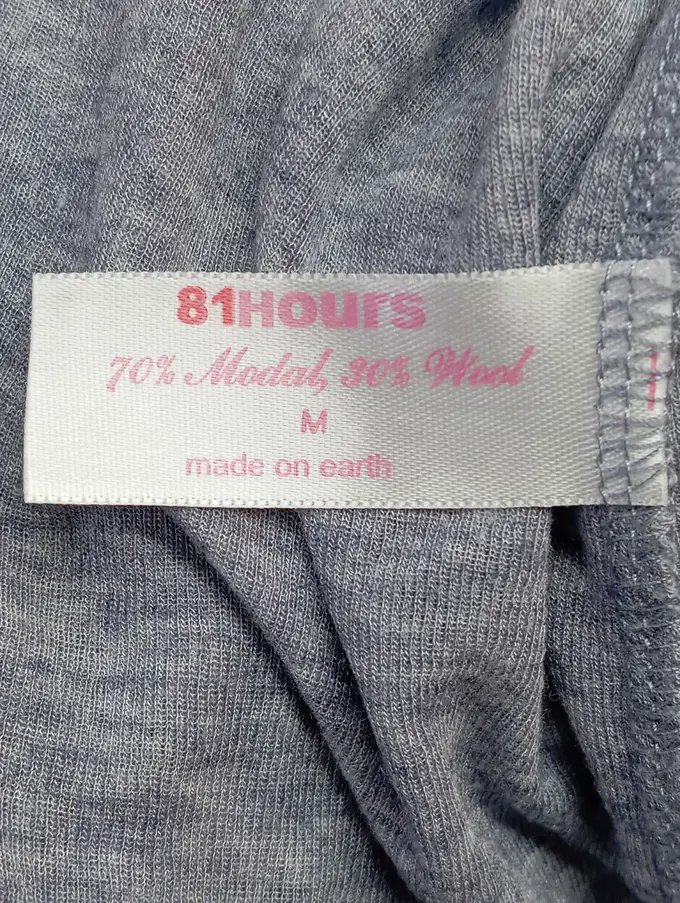 81Hours
70% Modal, 30% Wool
M
made on earth